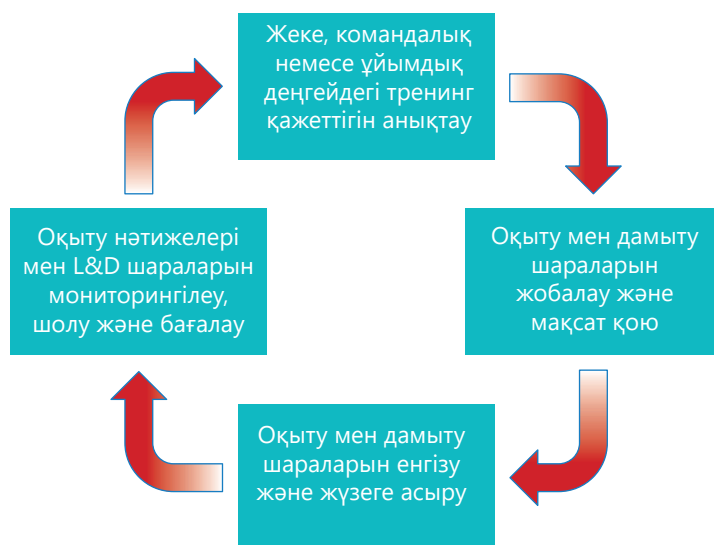 Жеке, командалық
немесе ұйымдық
деңгейдегі тренинг
қажеттігін анықтау
Оқыту мен дамыту
шараларын
жобалау және
мақсат қою
Оқыту мен дамыту
шараларын енгізу
және жүзеге асыру
Оқыту нәтижелері
мен L&D шараларын
мониторингілеу,
шолу және бағалау